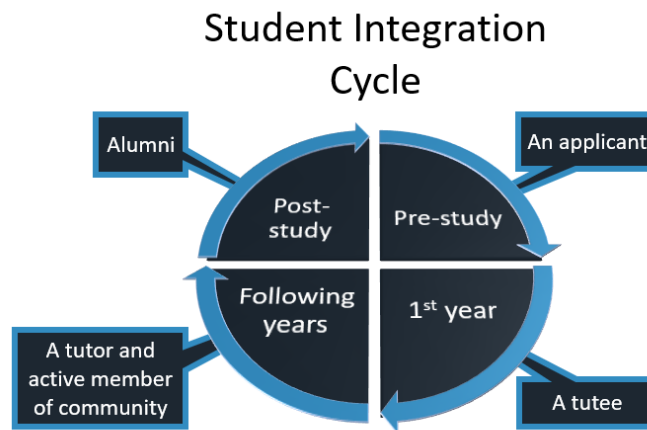 Student Integration
Cycle
Alumni
An applicant
Post-
study
Pre-study
Following
years
1st year
A tutor and
active member
of community
A tutee